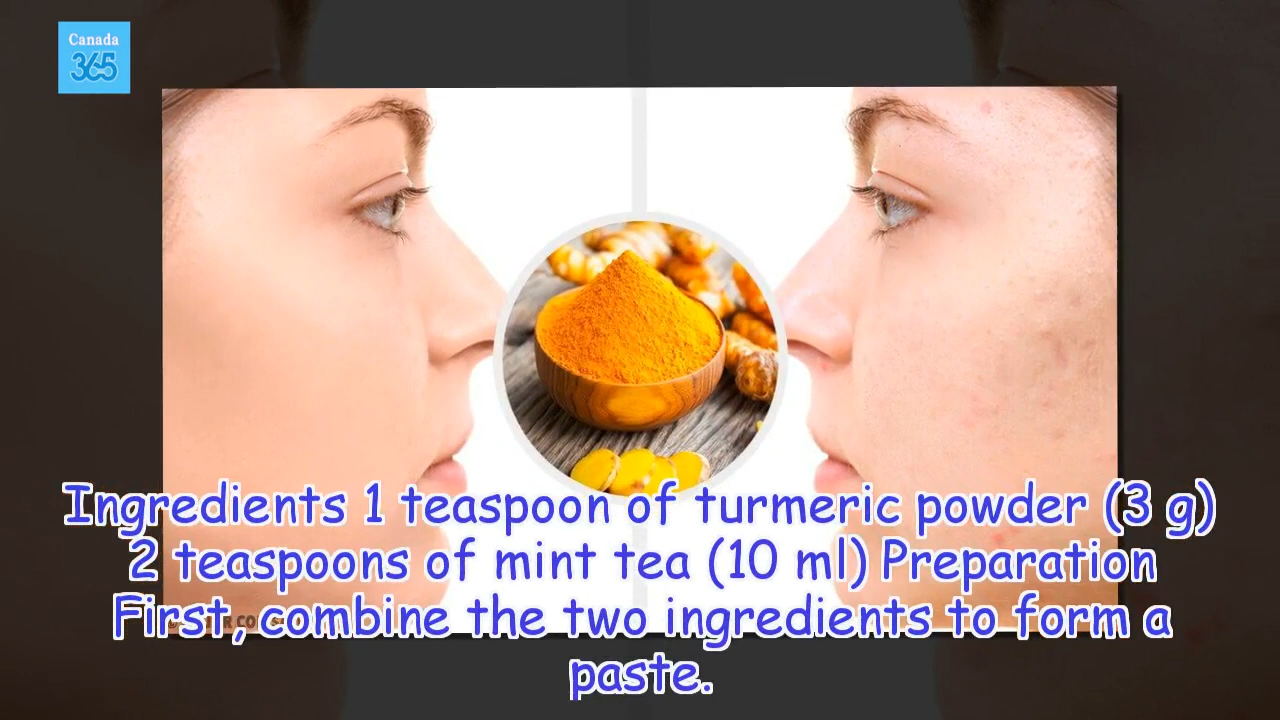 Canada
365
Ingredients 1 teaspoon of turmeric powder (3 g)
2 teaspoons of mint tea (10 ml) Preparation
First, combine the two ingredients to form a
paste.